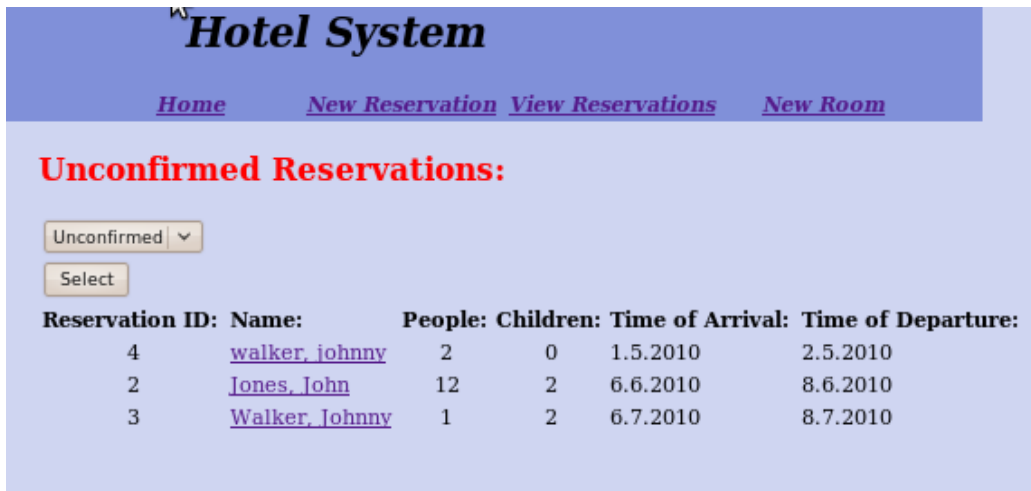 Hotel System
Home New Reservation View Reservations New Room
Unconfirmed Reservations:
Unconfirmed
Select
Reservation ID: Name: People: Children: Time of Arrival: Time of Departure:
4 walker, johnny 2 0 1.5.2010 2.5.2010
2 Jones, John 12 2 6.6.2010 8.6.2010
3 Walker, Johnny 1 2 6.7.2010 8.7.2010